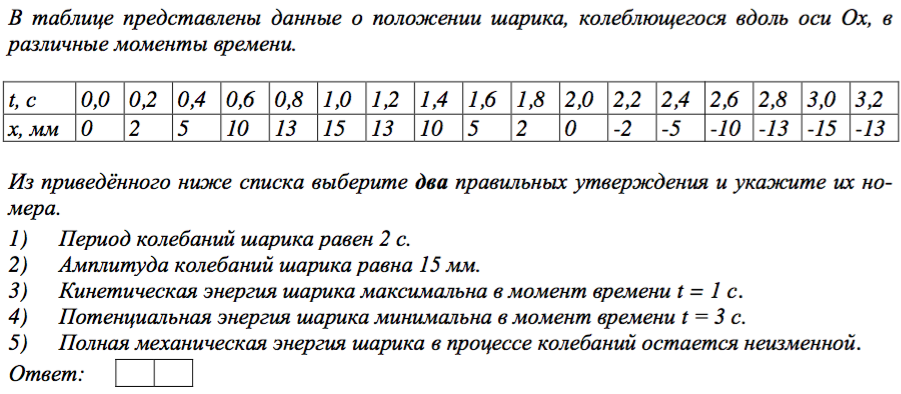 В таблице представлены данные о положении шарика, колеблющегося вдоль оси Ох, в
различные моменты времени.
t, с 0,0 0,2 0,4 0,6 0,8 1,0 1,2 1,4 1,6 1,8 2,0 2,2 2,4 2,6 2,8 3,0 3,2
x, мм 0 2 5 10 13 15 13 10 5 2 0 -2 -5 -10 -13 -15 -13
Из приведённого ниже списка выберите два правильных утверждения и укажите их но-
мера.
1) Период колебаний шарика равен 2 с.
2) Амплитуда колебаний шарика равна 15 мм.
3) Кинетическая энергия шарика максимальна в момент времени t = 1 с.
4) Потенциальная энергия шарика минимальна в момент времени t = 3 с.
5) Полная механическая энергия шарика в процессе колебаний остается неизменной.
Ответ: